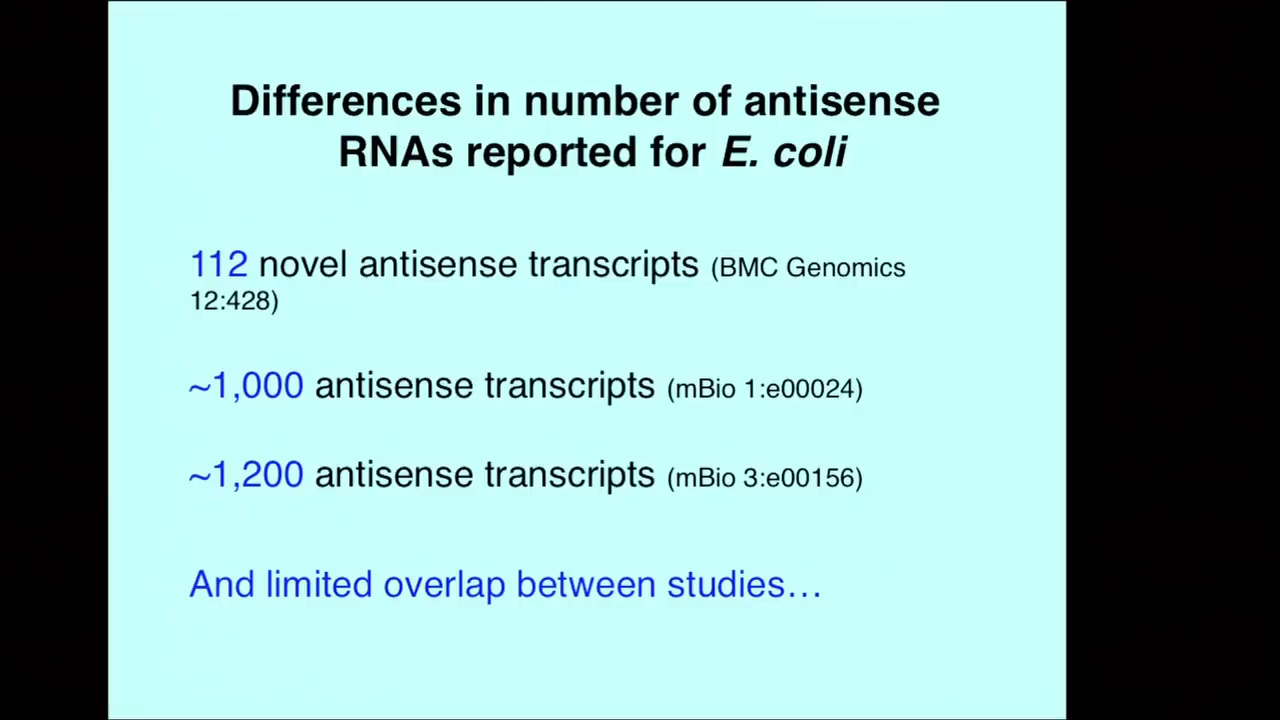 Differences in number of antisense
RNAs reported for E. coli
112 novel antisense transcripts (BMC Genomics
12:428)
~1,000 antisense transcripts (mBio 1:e00024)
~1,200 antisense transcripts (mBio 3:e00156)
And limited overlap between studies…